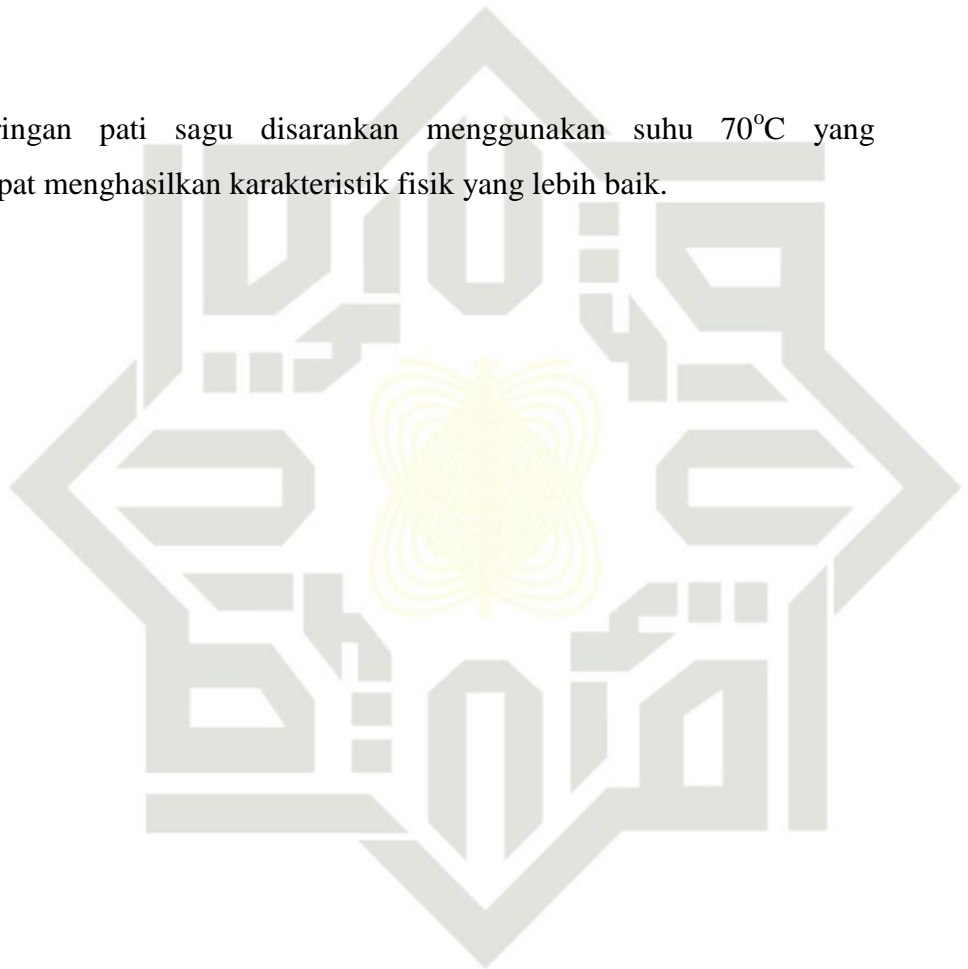 ringan pati sagu disarankan menggunakan suhu 70°C yang
pat menghasilkan karakteristik fisik yang lebih baik.